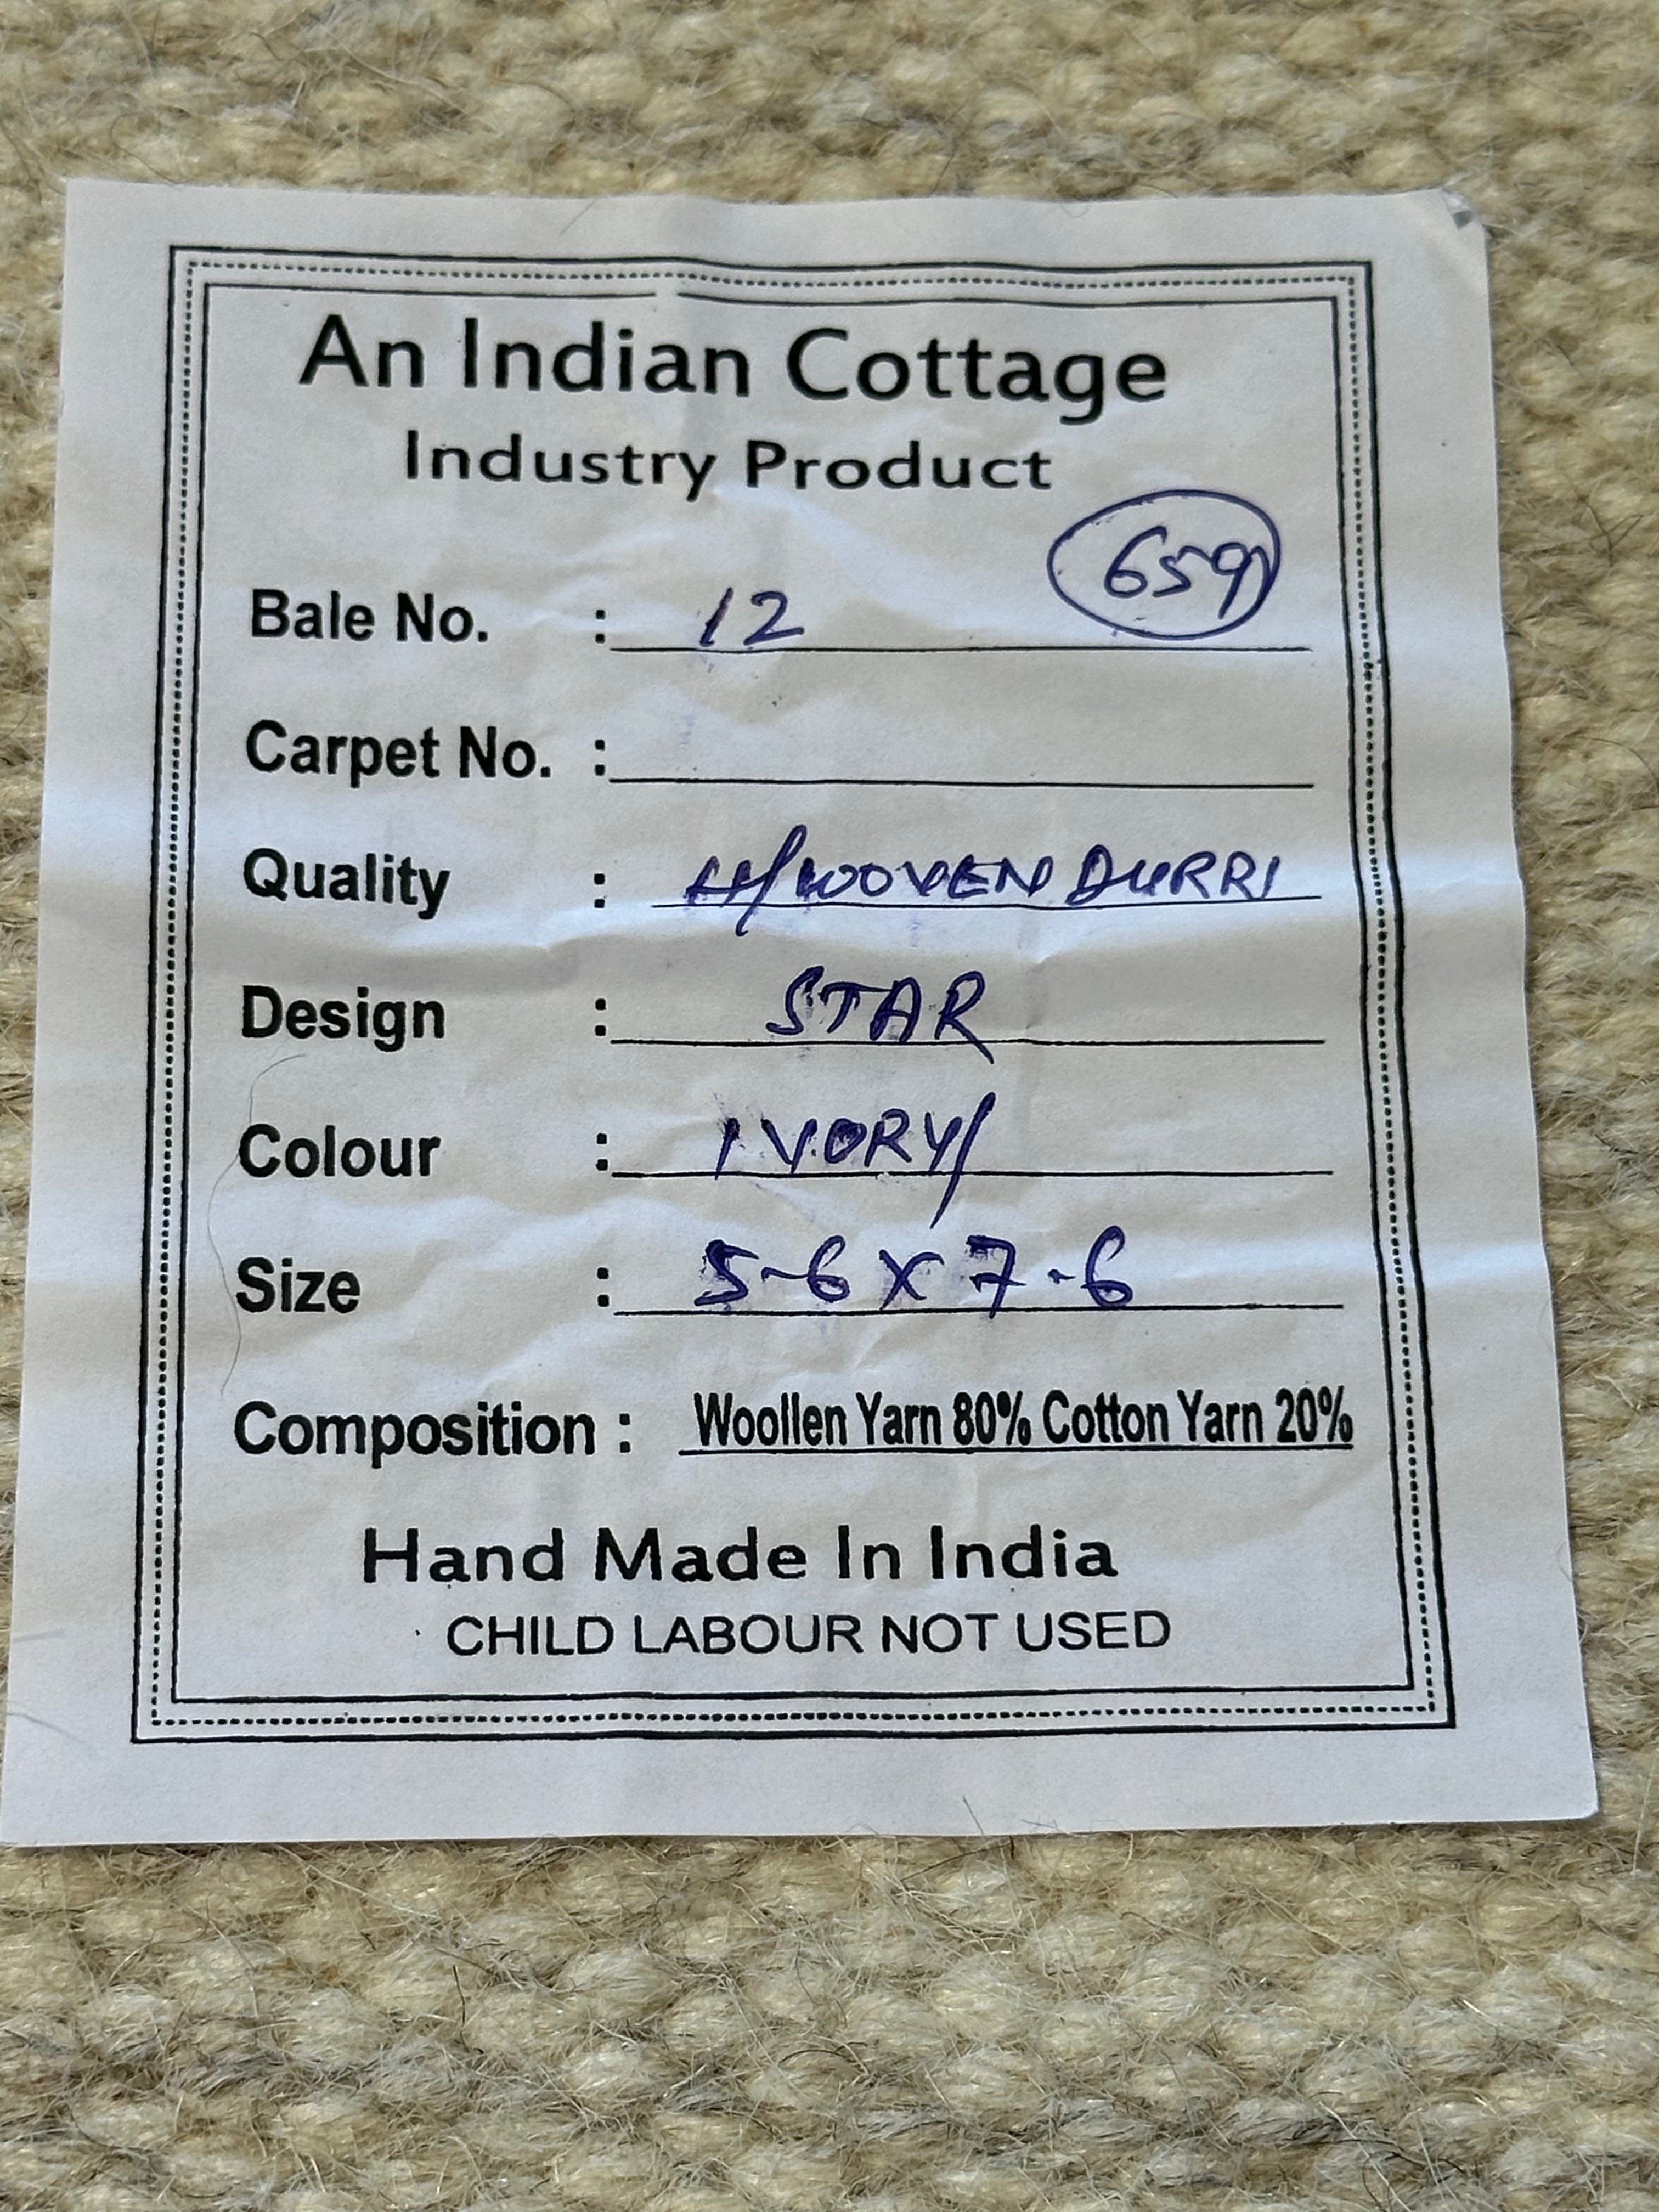 An Indian Cottage
Industry Product
659
Bale No. : 12
Carpet No. :
Quality : H/WOOVEN DURRI
Design : STAR
Colour : IVORY/
Size : 5-6 X 7-6
Composition : Woollen Yarn 80% Cotton Yarn 20%
Hand Made In India
CHILD LABOUR NOT USED